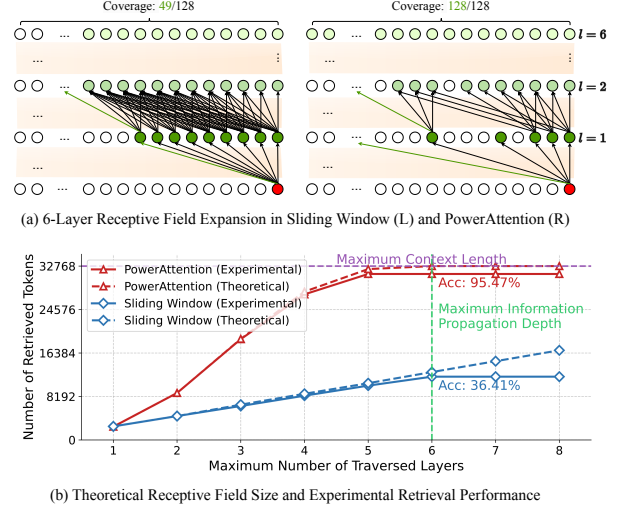 Coverage: 49/128
Coverage: 128/128
... l = 6
... ⋮ ... ⋮
... l = 2
... ...
... l = 1
... ...
...
(a) 6-Layer Receptive Field Expansion in Sliding Window (L) and PowerAttention (R)
Number of Retrieved Tokens
32768
24576
16384
8192
0
PowerAttention (Experimental)
PowerAttention (Theoretical)
Sliding Window (Experimental)
Sliding Window (Theoretical)
Maximum Context Length
Acc: 95.47%
Maximum Information
Propagation Depth
Acc: 36.41%
1 2 3 4 5 6 7 8
Maximum Number of Traversed Layers
(b) Theoretical Receptive Field Size and Experimental Retrieval Performance